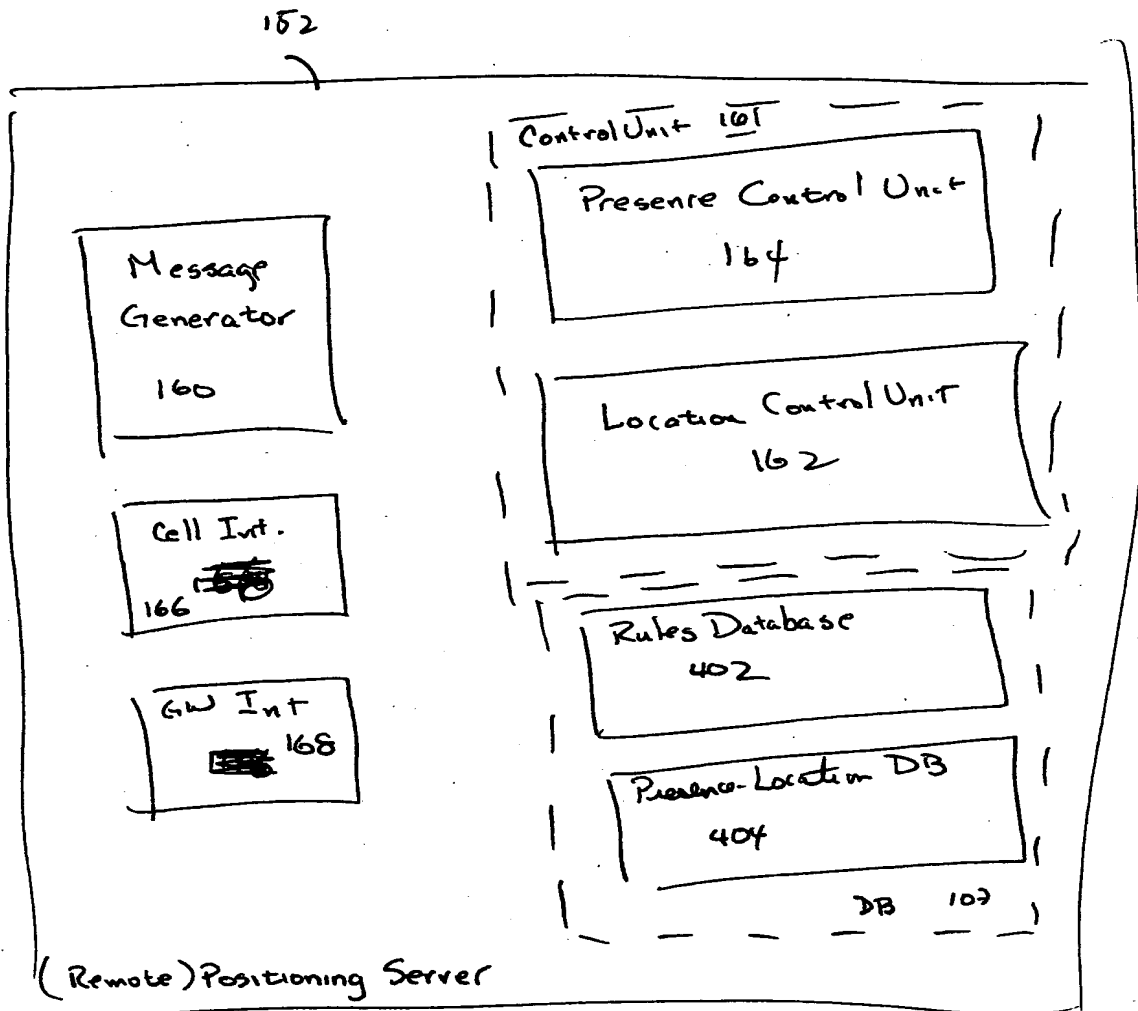 152
Control Unit 161
Presence Control Unit
164
Message
Generator
160
Location Control Unit
162
Cell Int.
166
Rules Database
402
GW Int
168
Presence-Location DB
404
DB 107
(Remote) Positioning Server